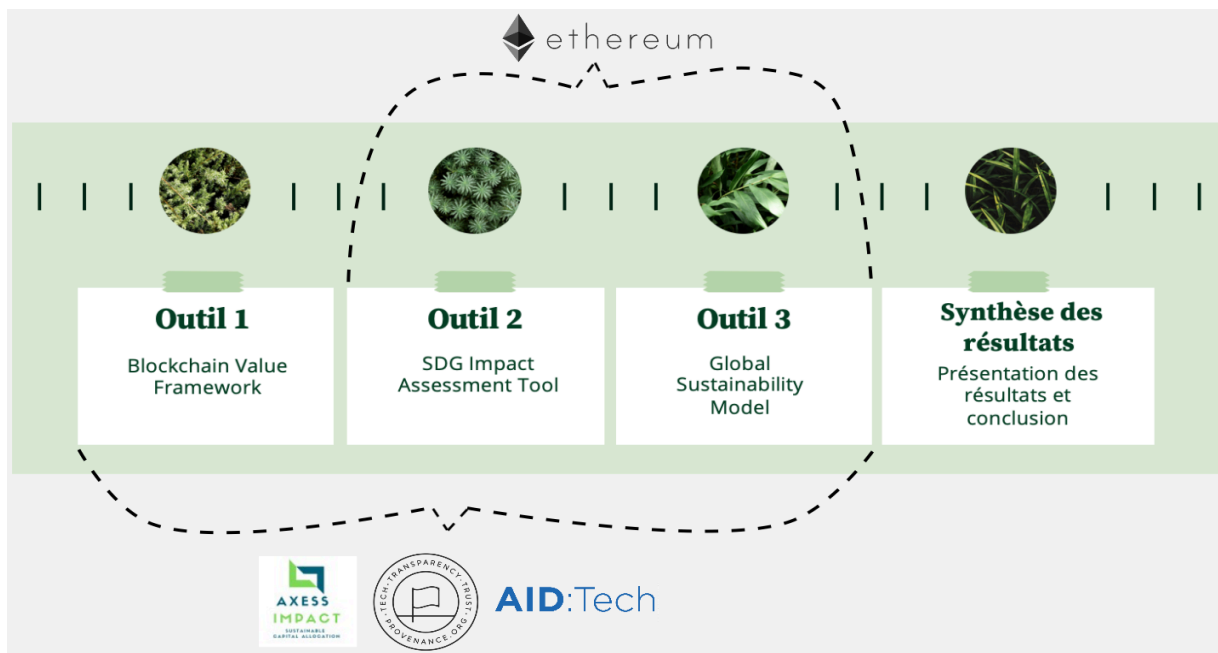 ethereum
Outil 1
Blockchain Value
Framework
Outil 2
SDG Impact
Assessment Tool
Outil 3
Global
Sustainability
Model
Synthèse des
résultats
Présentation des
résultats et
conclusion
AXESS
IMPACT
SUSTAINABLE
CAPITAL ALLOCATION
TECH·TRANSPARENCY·TRUST·
PROVENANCE.ORG
AID:Tech